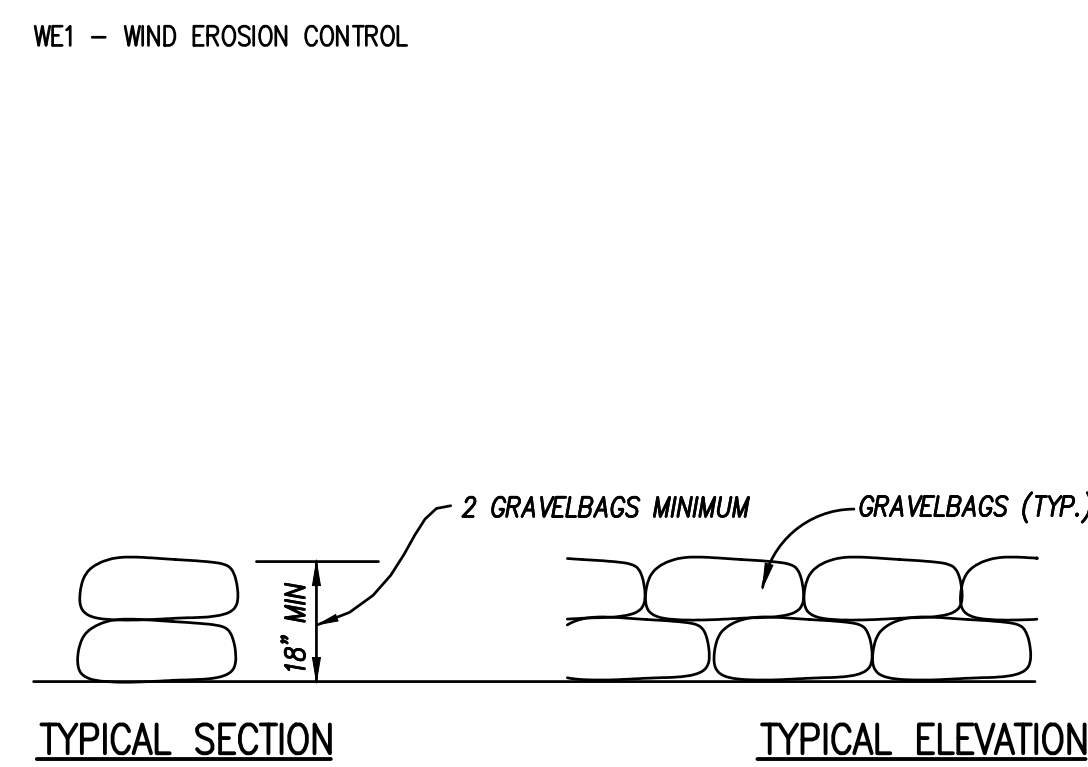 WE1 – WIND EROSION CONTROL
2 GRAVELBAGS MINIMUM
GRAVELBAGS (TYP.)
18" MIN
TYPICAL SECTION
TYPICAL ELEVATION